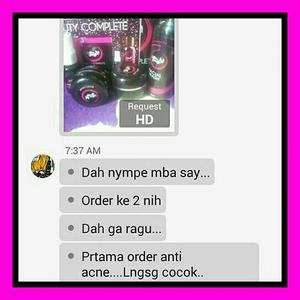 UTY COMPLETE
Request
HD
7:37 AM
Dah nympe mba say...
Order ke 2 nih
Dah ga ragu...
Prtama order anti
acne....Lngsg cocok..